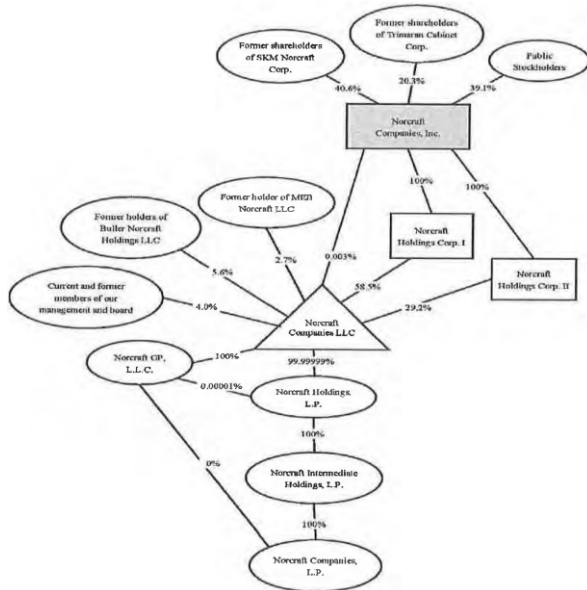 Former shareholders
of Trimaran Cabinet
Corp.
Former shareholders
of SKM Norcraft
Corp.
Public
Stockholders
40.6%
20.3%
39.1%
Norcraft
Companies, Inc.
100%
100%
Former holder of MEB
Norcraft LLC
Former holders of
Buller Norcraft
Holdings LLC
Norcraft
Holdings Corp. I
0.003%
2.7%
5.6%
58.5%
Norcraft
Holdings Corp. II
Current and former
members of our
management and board
4.0%
29.2%
Norcraft
Companies LLC
Norcraft GP,
L.L.C.
100%
99.99999%
0.00001%
Norcraft Holdings,
L.P.
100%
0%
Norcraft Intermediate
Holdings, L.P.
100%
Norcraft Companies,
L.P.